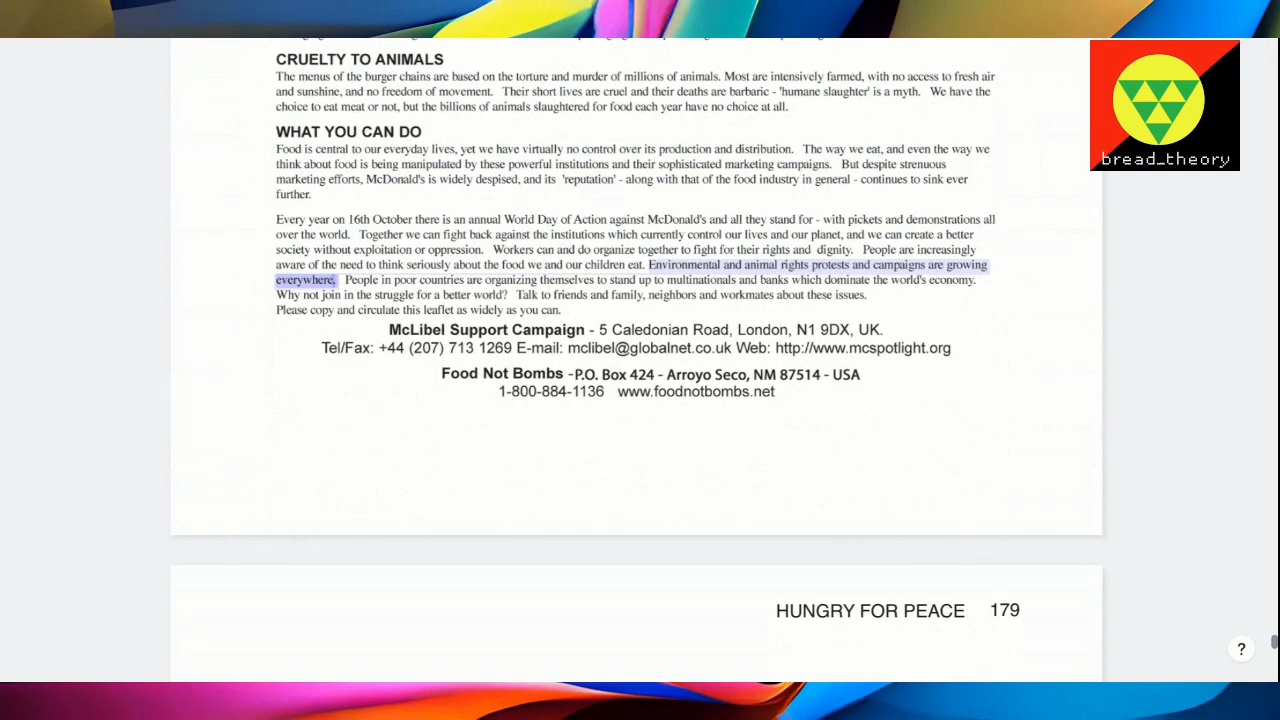 CRUELTY TO ANIMALS
The menus of the burger chains are based on the torture and murder of millions of animals. Most are intensively farmed, with no access to fresh air
and sunshine, and no freedom of movement. Their short lives are cruel and their deaths are barbaric - 'humane slaughter' is a myth. We have the
choice to eat meat or not, but the billions of animals slaughtered for food each year have no choice at all.
WHAT YOU CAN DO
Food is central to our everyday lives, yet we have virtually no control over its production and distribution. The way we eat, and even the way we
think about food is being manipulated by these powerful institutions and their sophisticated marketing campaigns. But despite strenuous
marketing efforts, McDonald's is widely despised, and its 'reputation' - along with that of the food industry in general - continues to sink ever
further.
Every year on 16th October there is an annual World Day of Action against McDonald's and all they stand for - with pickets and demonstrations all
over the world. Together we can fight back against the institutions which currently control our lives and our planet, and we can create a better
society without exploitation or oppression. Workers can and do organize together to fight for their rights and dignity. People are increasingly
aware of the need to think seriously about the food we and our children eat. Environmental and animal rights protests and campaigns are growing
everywhere. People in poor countries are organizing themselves to stand up to multinationals and banks which dominate the world's economy.
Why not join in the struggle for a better world? Talk to friends and family, neighbors and workmates about these issues.
Please copy and circulate this leaflet as widely as you can.
McLibel Support Campaign - 5 Caledonian Road, London, N1 9DX, UK.
Tel/Fax: +44 (207) 713 1269 E-mail: mclibel@globalnet.co.uk Web: http://www.mcspotlight.org
Food Not Bombs -P.O. Box 424 - Arroyo Seco, NM 87514 - USA
1-800-884-1136 www.foodnotbombs.net
HUNGRY FOR PEACE 179
bread_theory
?